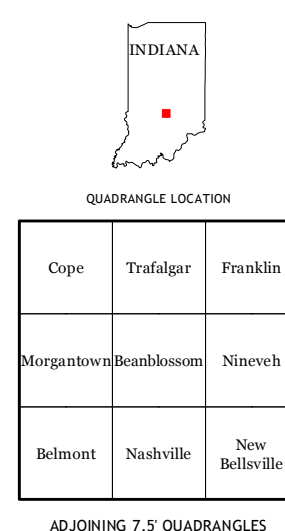 INDIANA
QUADRANGLE LOCATION
Cope Trafalgar Franklin
Morgantown Beanblossom Nineveh
Belmont Nashville New Bellsville
ADJOINING 7.5' QUADRANGLES